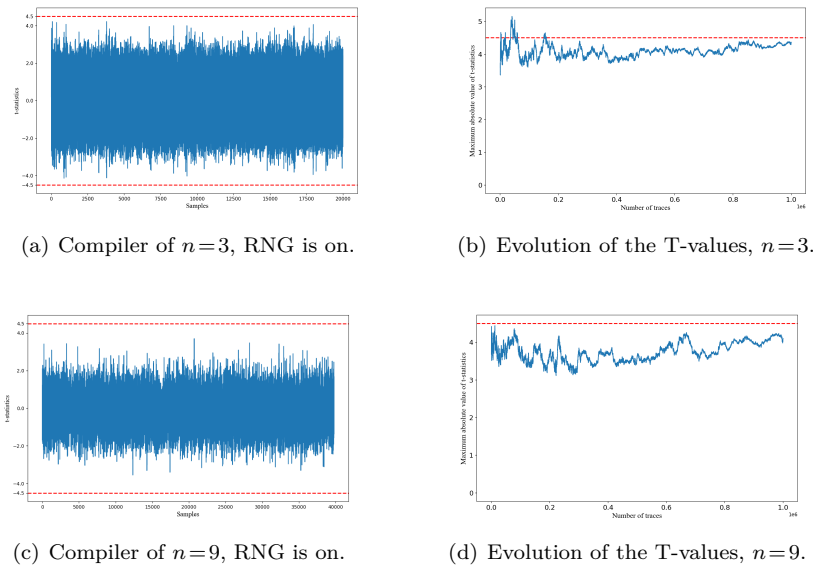 4.5
4.0
2.0
0.0
−2.0
−4.0
−4.5
t-statistics
0 2500 5000 7500 10000 12500 15000 17500 20000
Samples
5
4
3
2
1
0
Maximum absolute value of t-statistics
0.0 0.2 0.4 0.6 0.8 1.0
1e6
Number of traces
(a) Compiler of n=3, RNG is on.
(b) Evolution of the T-values, n=3.
4.5
4.0
2.0
0.0
−2.0
−4.0
−4.5
t-statistics
0 5000 10000 15000 20000 25000 30000 35000 40000
Samples
4
3
2
1
0
Maximum absolute value of t-statistics
0.0 0.2 0.4 0.6 0.8 1.0
1e6
Number of traces
(c) Compiler of n=9, RNG is on.
(d) Evolution of the T-values, n=9.